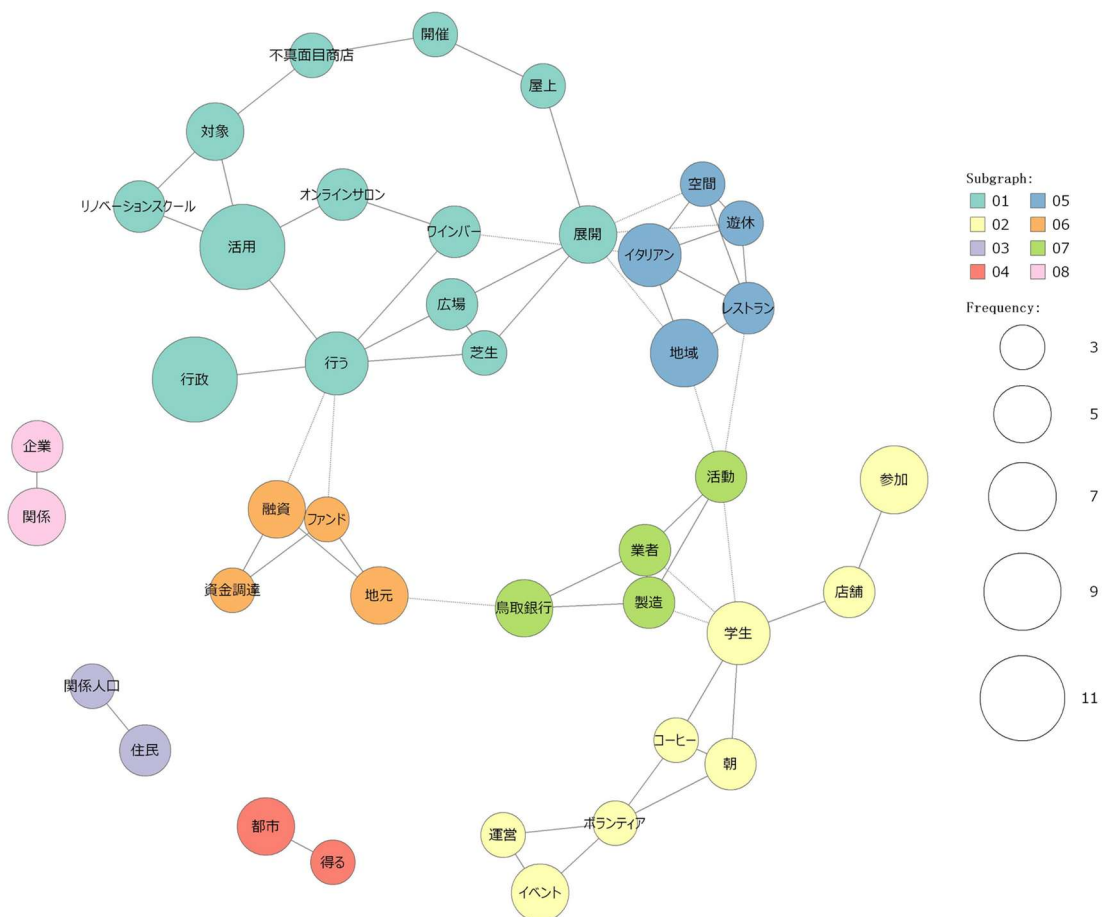 開催
不真面目商店
屋上
対象
空間
リノベーションスクール
オンラインサロン
遊休
ワインバー
展開
活用
イタリアン
広場
レストラン
芝生
地域
行う
行政
企業
活動
参加
関係
融資
ファンド
業者
資金調達
地元
鳥取銀行
製造
店舗
学生
関係人口
住民
コーヒー
朝
都市
得る
運営
ボランティア
イベント
Subgraph:
01 05
02 06
03 07
04 08
Frequency:
3
5
7
9
11